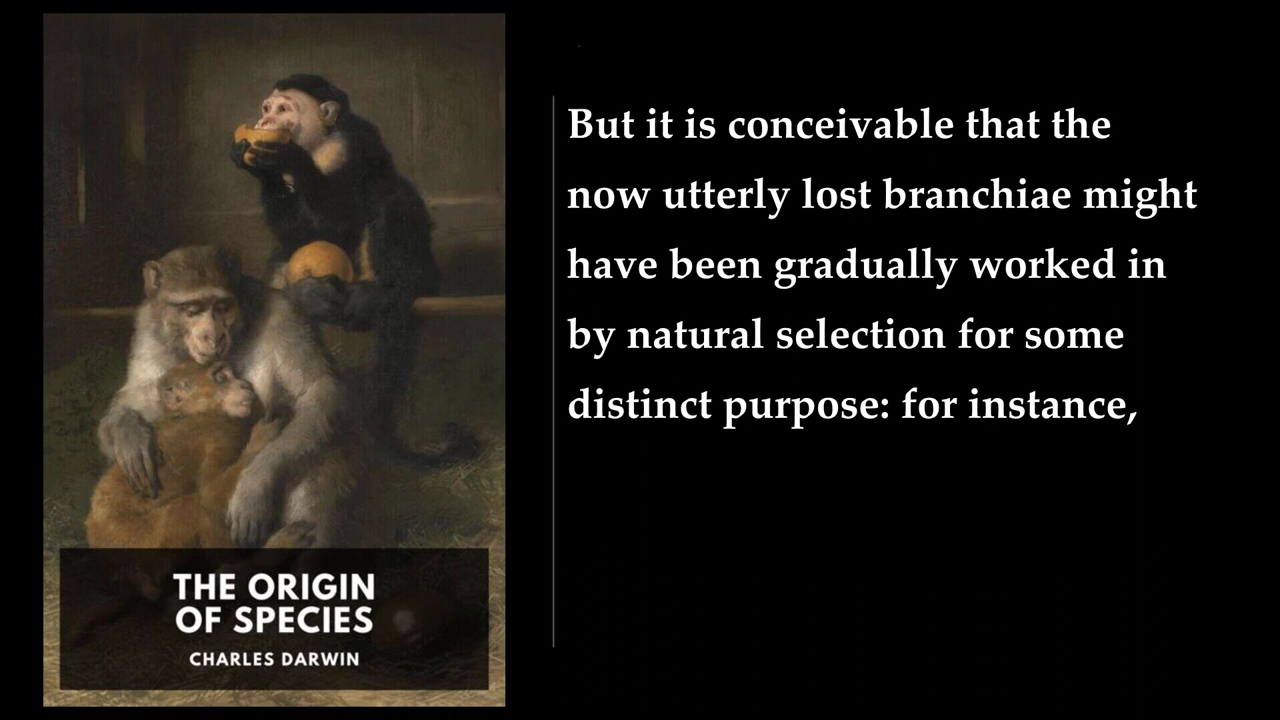 But it is conceivable that the
now utterly lost branchiae might
have been gradually worked in
by natural selection for some
distinct purpose: for instance,
THE ORIGIN
OF SPECIES
CHARLES DARWIN